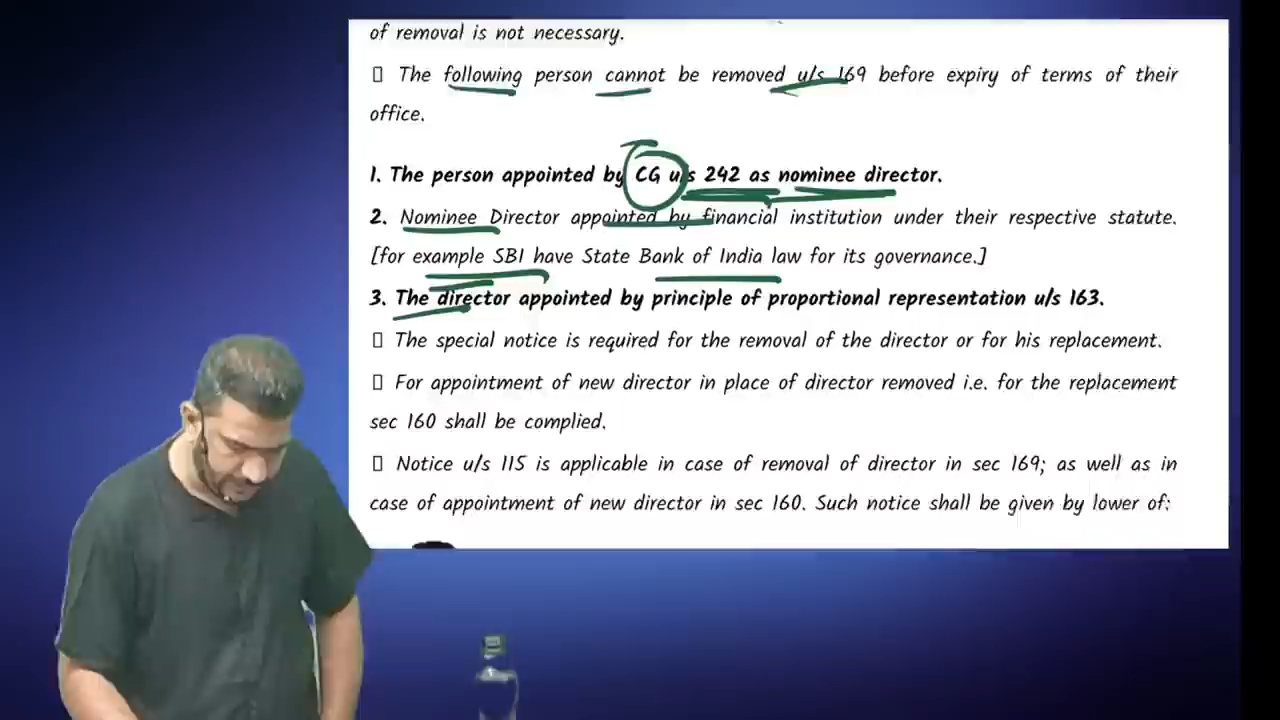 of removal is not necessary.
▯ The following person cannot be removed u/s 169 before expiry of terms of their
office.
1. The person appointed by CG u/s 242 as nominee director.
2. Nominee Director appointed by financial institution under their respective statute.
[for example SBI have State Bank of India law for its governance.]
3. The director appointed by principle of proportional representation u/s 163.
▯ The special notice is required for the removal of the director or for his replacement.
▯ For appointment of new director in place of director removed i.e. for the replacement
sec 160 shall be complied.
▯ Notice u/s 115 is applicable in case of removal of director in sec 169; as well as in
case of appointment of new director in sec 160. Such notice shall be given by lower of: